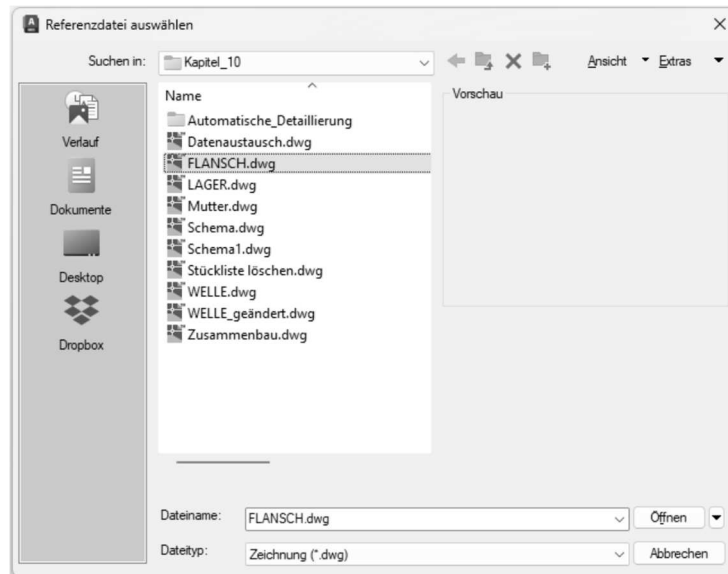 Referenzdatei auswählen
Suchen in: Kapitel_10 Ansicht Extras
Verlauf
Dokumente
Desktop
Dropbox
Name
Automatische_Detaillierung
Datenaustausch.dwg
FLANSCH.dwg
LAGER.dwg
Mutter.dwg
Schema.dwg
Schema1.dwg
Stückliste löschen.dwg
WELLE.dwg
WELLE_geändert.dwg
Zusammenbau.dwg
Vorschau
Dateiname: FLANSCH.dwg Öffnen
Dateityp: Zeichnung (*.dwg) Abbrechen